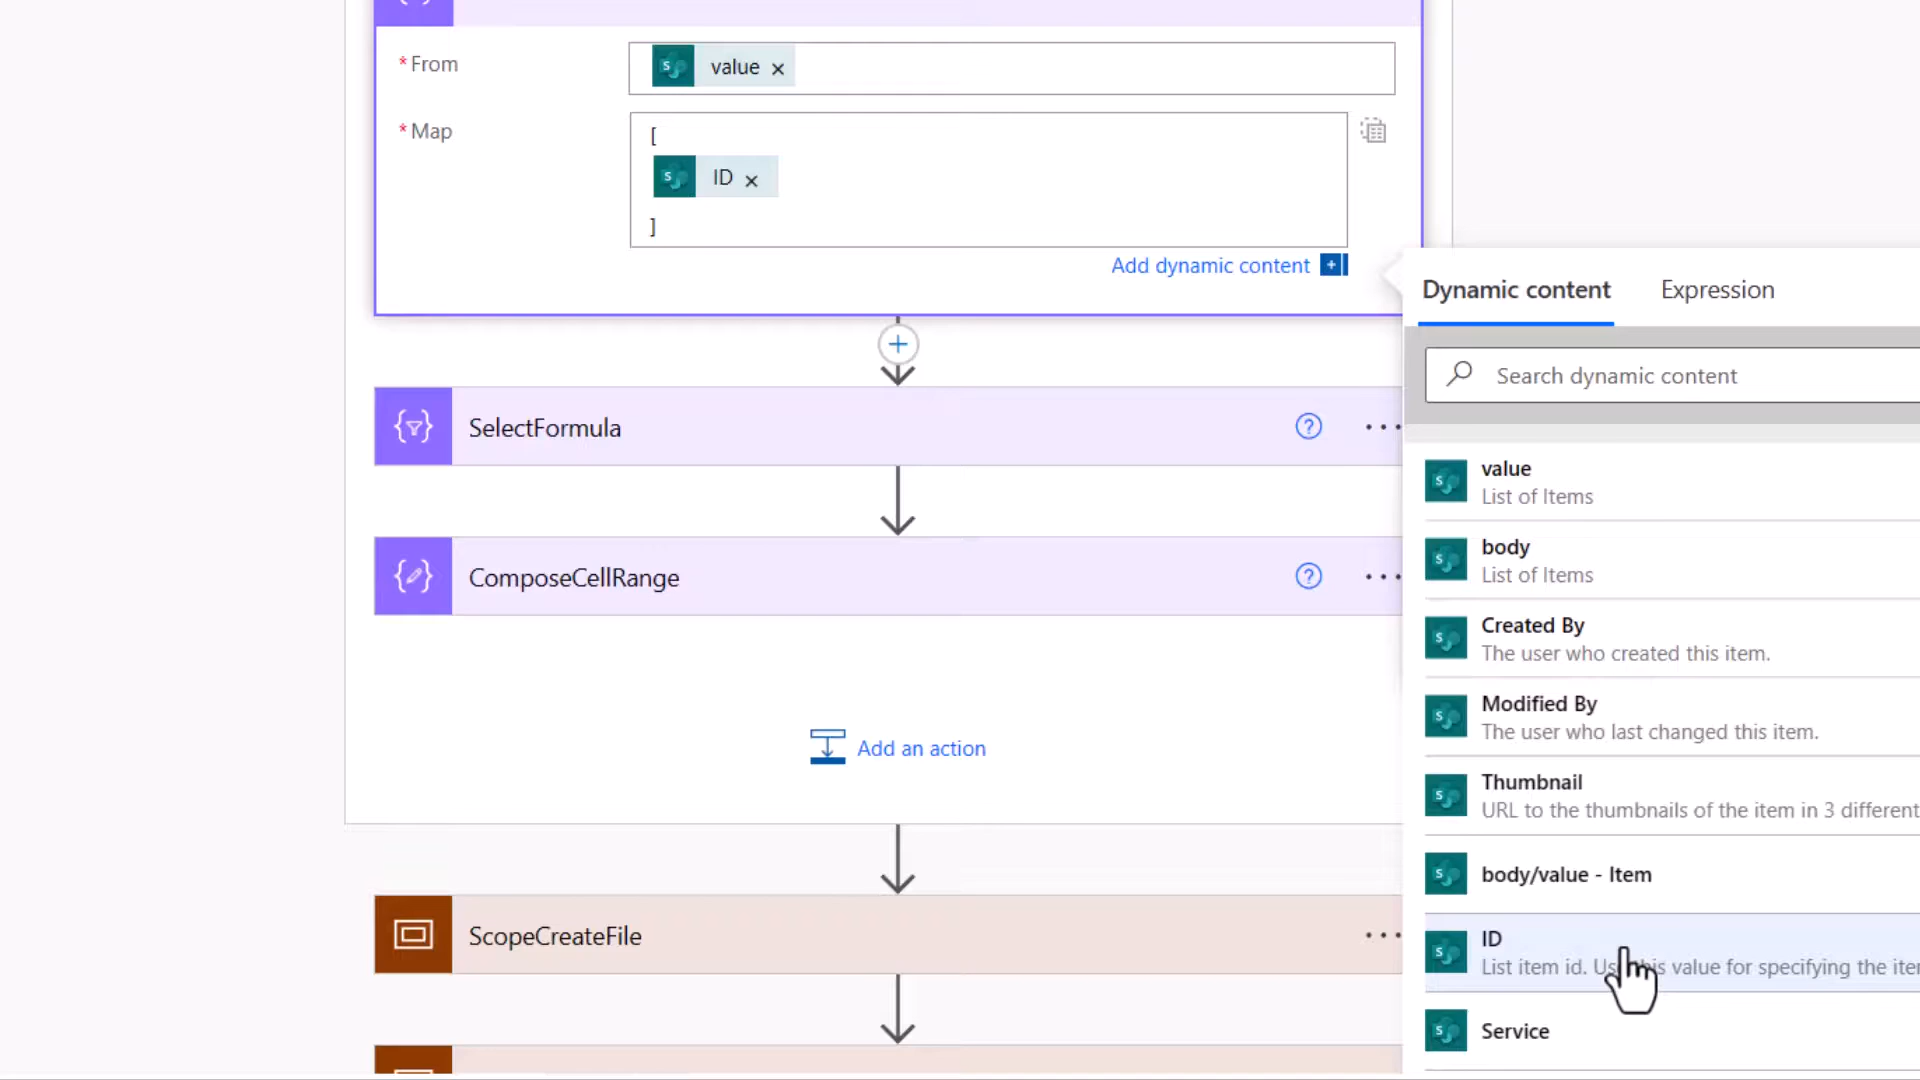 * From
value ×
* Map
[
ID ×
]
Add dynamic content
Dynamic content
Expression
Search dynamic content
SelectFormula
value
List of Items
body
List of Items
ComposeCellRange
Created By
The user who created this item.
Modified By
The user who last changed this item.
Add an action
Thumbnail
URL to the thumbnails of the item in 3 different
body/value - Item
ScopeCreateFile
ID
List item id. Use this value for specifying the
Service